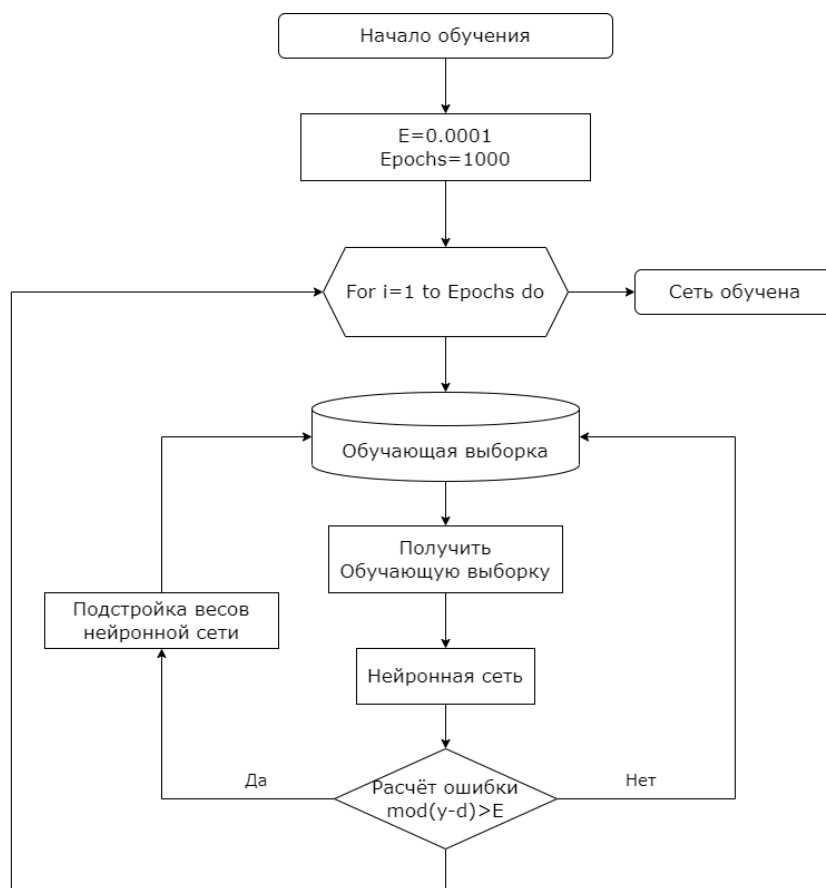 Начало обучения
E=0.0001
Epochs=1000
For i=1 to Epochs do
Сеть обучена
Обучающая выборка
Получить
Обучающую выборку
Подстройка весов
нейронной сети
Нейронная сеть
Да
Расчёт ошибки
mod(y-d)>E
Нет